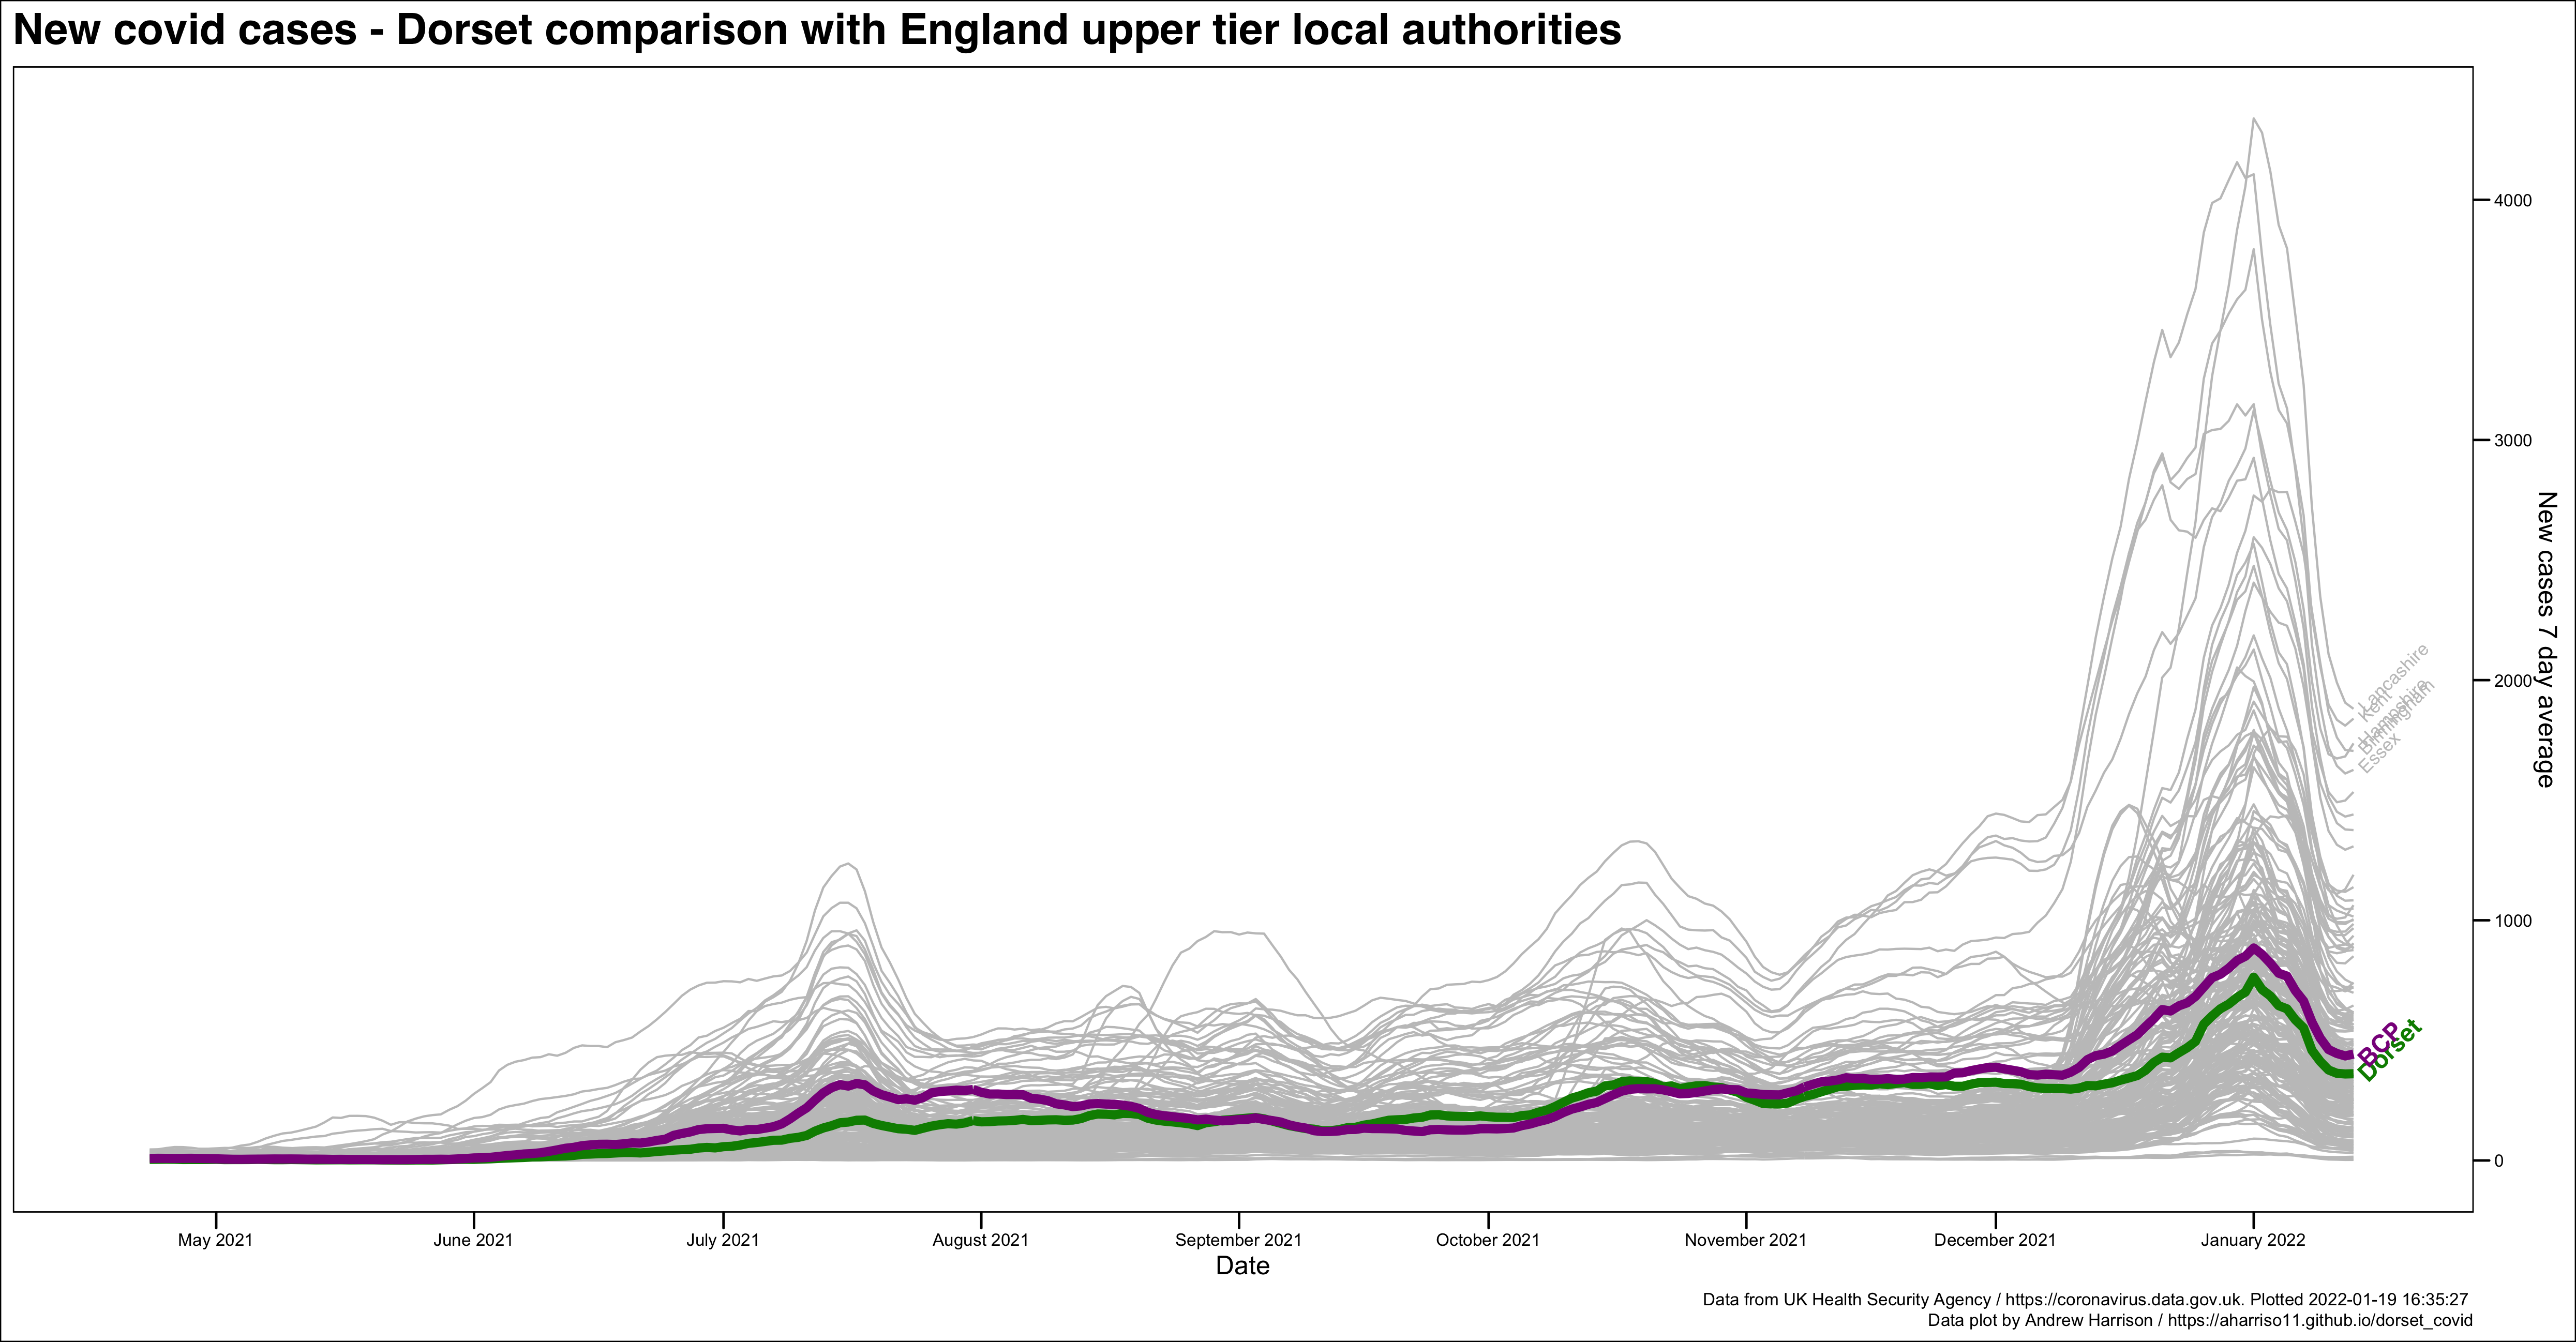 New covid cases - Dorset comparison with England upper tier local authorities
4000
3000
2000
1000
0
New cases 7 day average
Lancashire
Kent
Hampshire
Birmingham
Essex
BCP
Dorset
May 2021 June 2021 July 2021 August 2021 September 2021 October 2021 November 2021 December 2021 January 2022
Date
Data from UK Health Security Agency / https://coronavirus.data.gov.uk. Plotted 2022-01-19 16:35:27
Data plot by Andrew Harrison / https://aharriso11.github.io/dorset_covid